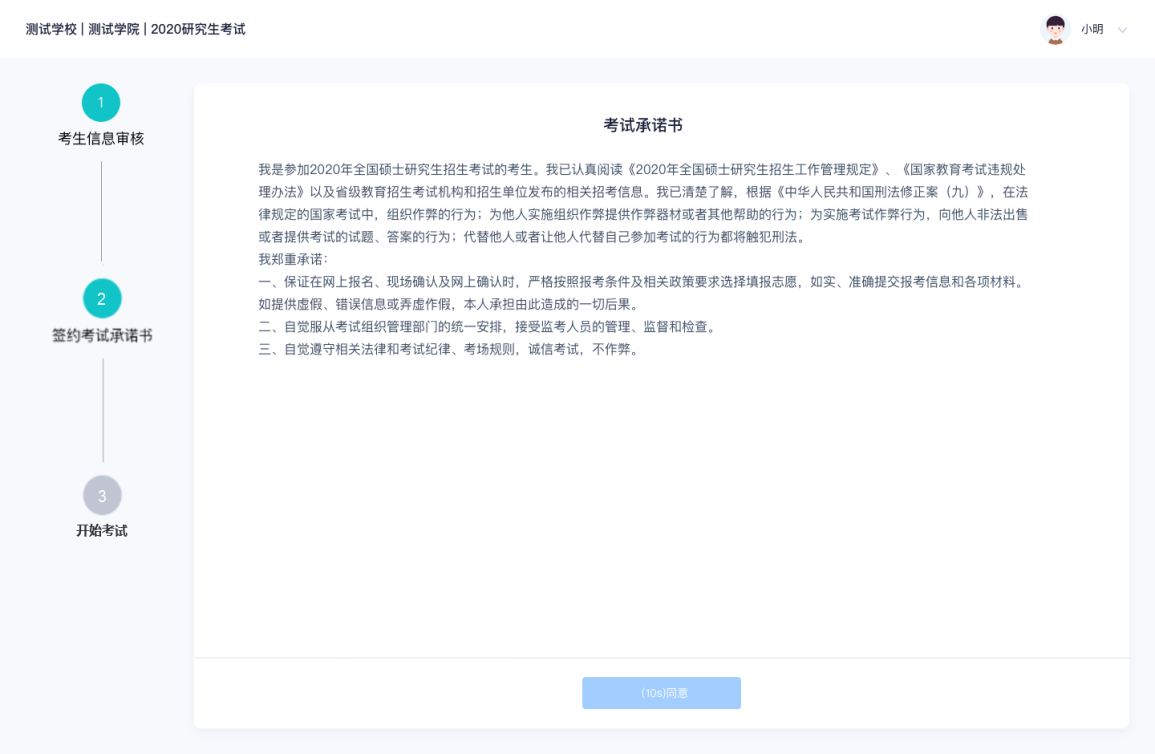 测试学校 | 测试学院 | 2020研究生考试
小明
1
考生信息审核
2
签约考试承诺书
3
开始考试
考试承诺书
我是参加2020年全国硕士研究生招生考试的考生。我已认真阅读《2020年全国硕士研究生招生工作管理规定》、《国家教育考试违规处
理办法》以及省级教育招生考试机构和招生单位发布的相关招考信息。我已清楚了解，根据《中华人民共和国刑法修正案（九）》，在法
律规定的国家考试中，组织作弊的行为；为他人实施组织作弊提供作弊器材或者其他帮助的行为；为实施考试作弊行为，向他人非法出售
或者提供考试的试题、答案的行为；代替他人或者让他人代替自己参加考试的行为都将触犯刑法。
我郑重承诺：
一、保证在网上报名、现场确认及网上确认时，严格按照报考条件及相关政策要求选择填报志愿，如实、准确提交报考信息和各项材料。
如提供虚假、错误信息或弄虚作假，本人承担由此造成的一切后果。
二、自觉服从考试组织管理部门的统一安排，接受监考人员的管理、监督和检查。
三、自觉遵守相关法律和考试纪律、考场规则，诚信考试，不作弊。
(10s)同意